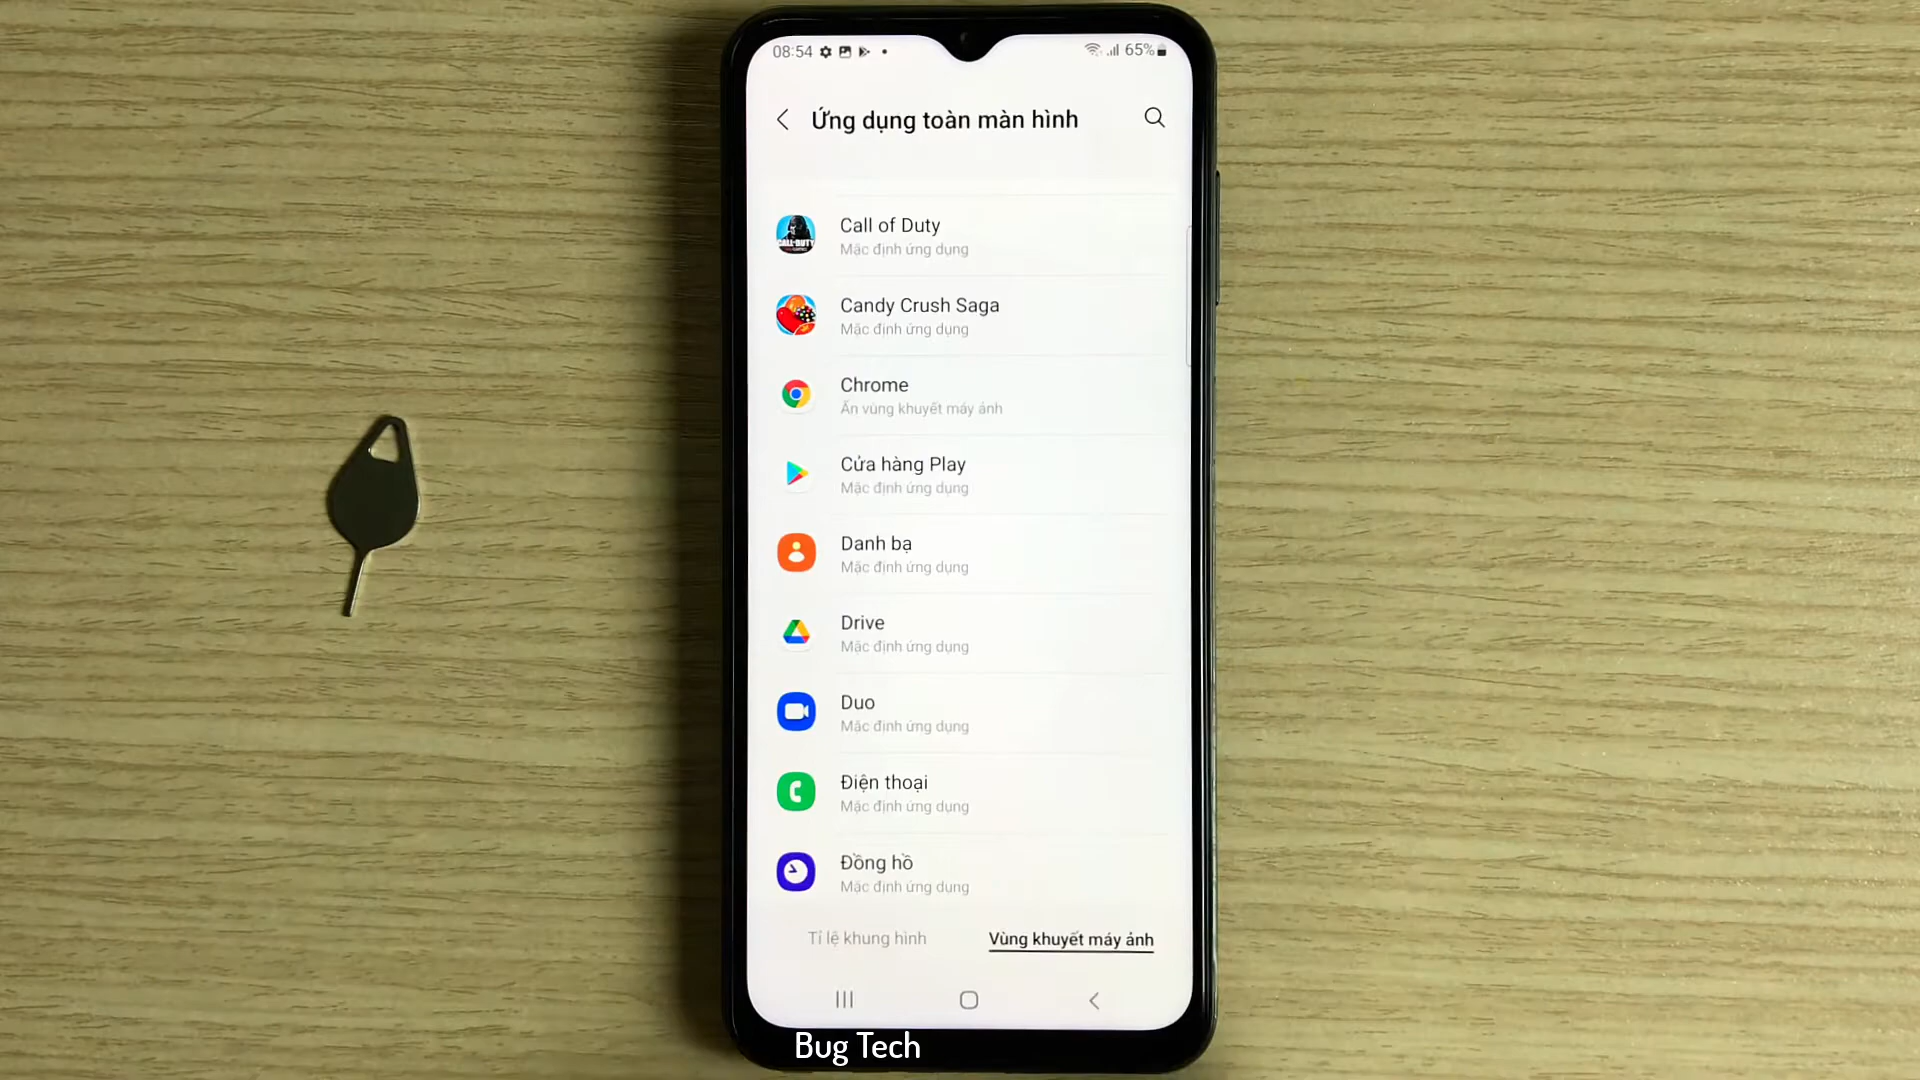 08:54
65%
Ứng dụng toàn màn hình
Call of Duty
Mặc định ứng dụng
CALL OF DUTY
Candy Crush Saga
Mặc định ứng dụng
Chrome
Ẩn vùng khuyết máy ảnh
Cửa hàng Play
Mặc định ứng dụng
Danh bạ
Mặc định ứng dụng
Drive
Mặc định ứng dụng
Duo
Mặc định ứng dụng
Điện thoại
Mặc định ứng dụng
Đồng hồ
Mặc định ứng dụng
Tỉ lệ khung hình
Vùng khuyết máy ảnh
Bug Tech